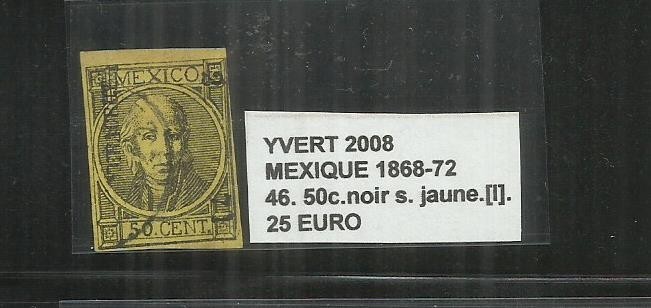 MEXICO
50.CENT.
YVERT 2008
MEXIQUE 1868-72
46. 50c.noir s. jaune.[I].
25 EURO